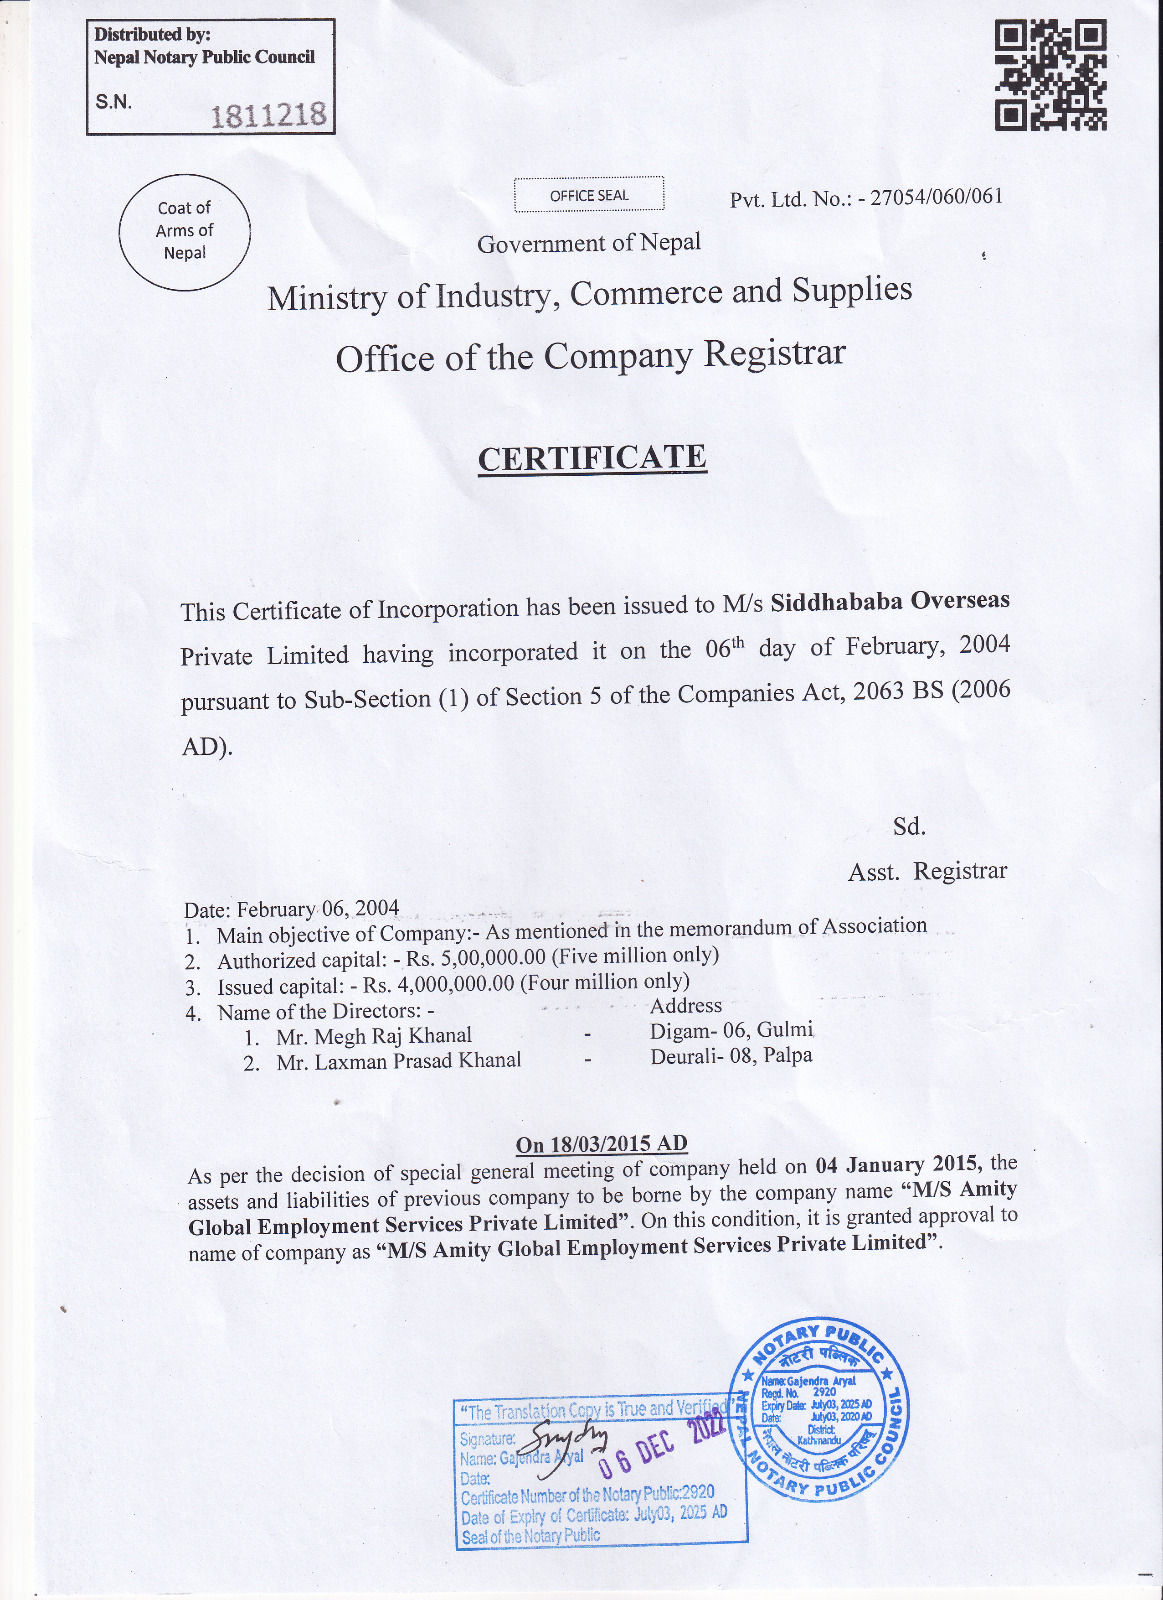 Distributed by:
Nepal Notary Public Council
S.N. 1811218
Coat of
Arms of
Nepal
OFFICE SEAL
Pvt. Ltd. No.: - 27054/060/061
Government of Nepal
Ministry of Industry, Commerce and Supplies
Office of the Company Registrar
CERTIFICATE
This Certificate of Incorporation has been issued to M/s Siddhababa Overseas
Private Limited having incorporated it on the 06th day of February, 2004
pursuant to Sub-Section (1) of Section 5 of the Companies Act, 2063 BS (2006
AD).
Sd.
Asst. Registrar
Date: February 06, 2004
1. Main objective of Company:- As mentioned in the memorandum of Association
2. Authorized capital: - Rs. 5,00,000.00 (Five million only)
3. Issued capital: - Rs. 4,000,000.00 (Four million only)
4. Name of the Directors: - Address
1. Mr. Megh Raj Khanal - Digam- 06, Gulmi
2. Mr. Laxman Prasad Khanal - Deurali- 08, Palpa
On 18/03/2015 AD
As per the decision of special general meeting of company held on 04 January 2015, the
assets and liabilities of previous company to be borne by the company name “M/S Amity
Global Employment Services Private Limited”. On this condition, it is granted approval to
name of company as “M/S Amity Global Employment Services Private Limited”.
"The Translation Copy is True and Verified"
Signature:
Name: Gajendra Aryal
Date: 06 DEC 2022
Certificate Number of the Notary Public:2920
Date of Expiry of Certificate: July03, 2025 AD
Seal of the Notary Public
NOTARY PUBLIC
नोटरी पब्लिक
Name: Gajendra Aryal
Regd. No. 2920
Expiry Date: July03, 2025 AD
Date: July03, 2020 AD
District:
Kathmandu
नेपाल नोटरी पब्लिक परिषद्
NEPAL NOTARY PUBLIC COUNCIL